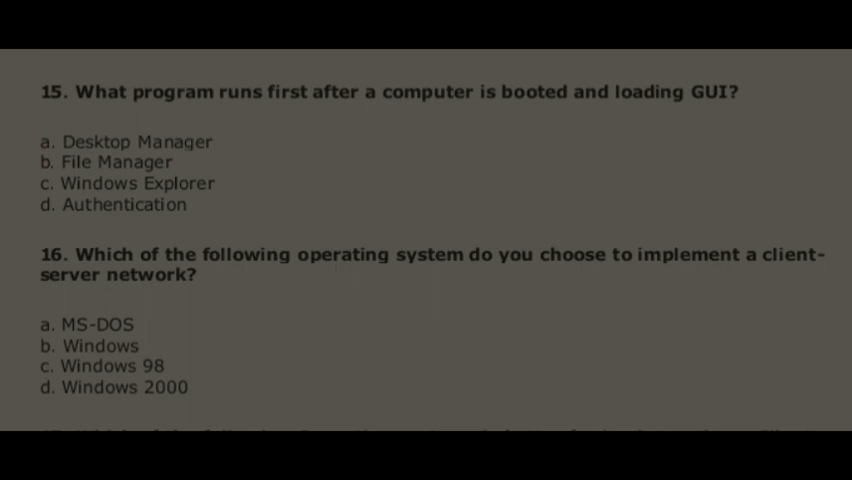 15. What program runs first after a computer is booted and loading GUI?
a. Desktop Manager
b. File Manager
c. Windows Explorer
d. Authentication
16. Which of the following operating system do you choose to implement a client-
server network?
a. MS-DOS
b. Windows
c. Windows 98
d. Windows 2000